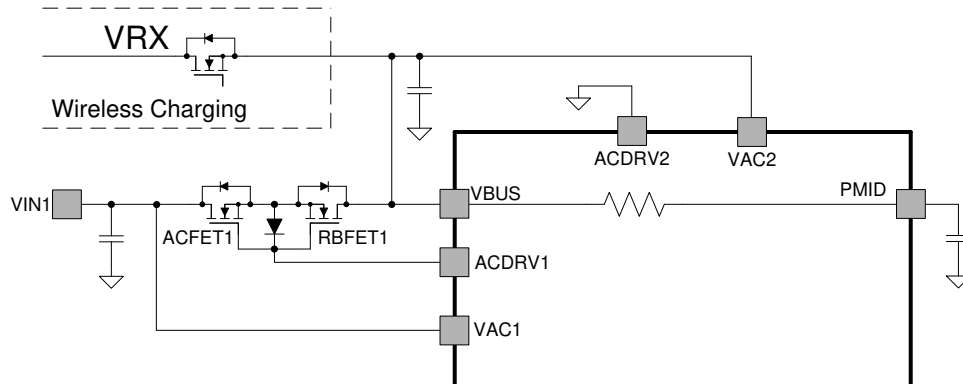 VRX
Wireless Charging
ACDRV2
VAC2
VIN1
VBUS
PMID
ACFET1
RBFET1
ACDRV1
VAC1